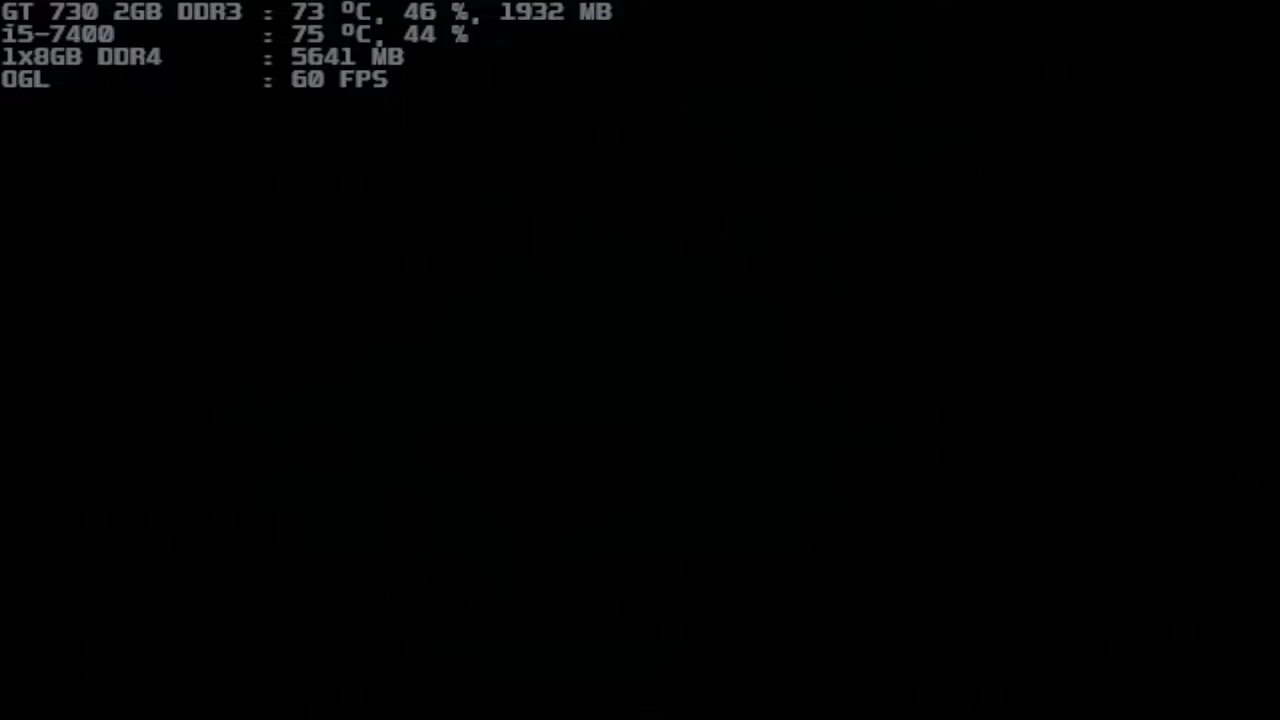 GT 730 2GB DDR3 : 73 ºC, 46 %, 1932 MB
i5-7400 : 75 ºC, 44 %
1x8GB DDR4 : 5641 MB
OGL : 60 FPS